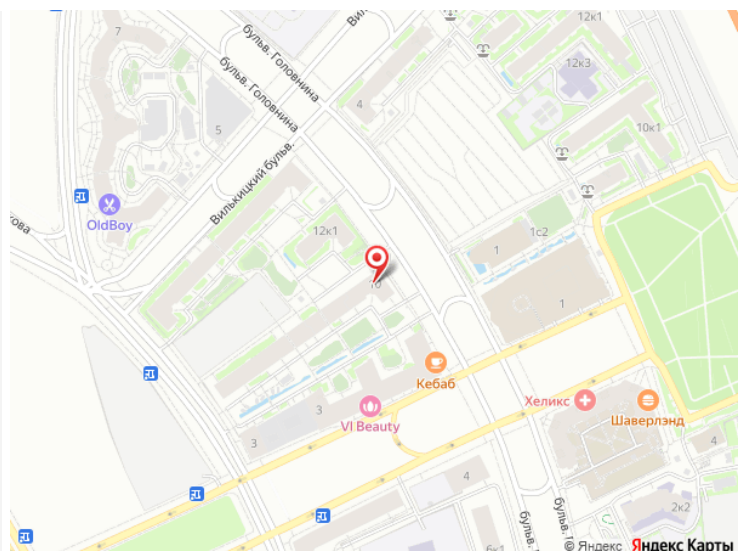 7
бульв. Головнина
12к1
бульв. Головнина
12к3
4
5
10к1
Вилькицкий бульв.
OldBoy
12к1
1с2
1
10
1
Кебаб
Хеликс
3
VI Beauty
Шаверлэнд
3
4
4
2к2
6к1
© Яндекс Яндекс Карты